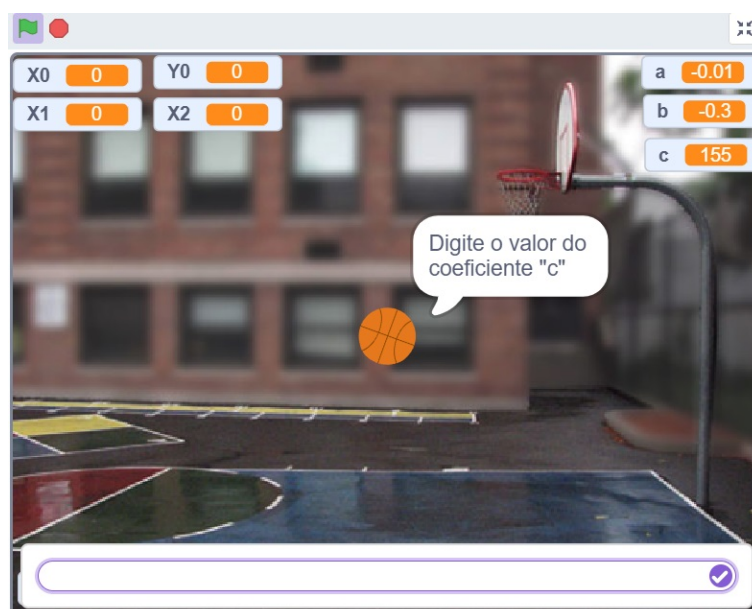 X0 0 Y0 0 a -0.01
X1 0 X2 0 b -0.3
c 155
Digite o valor do
coeficiente "c"